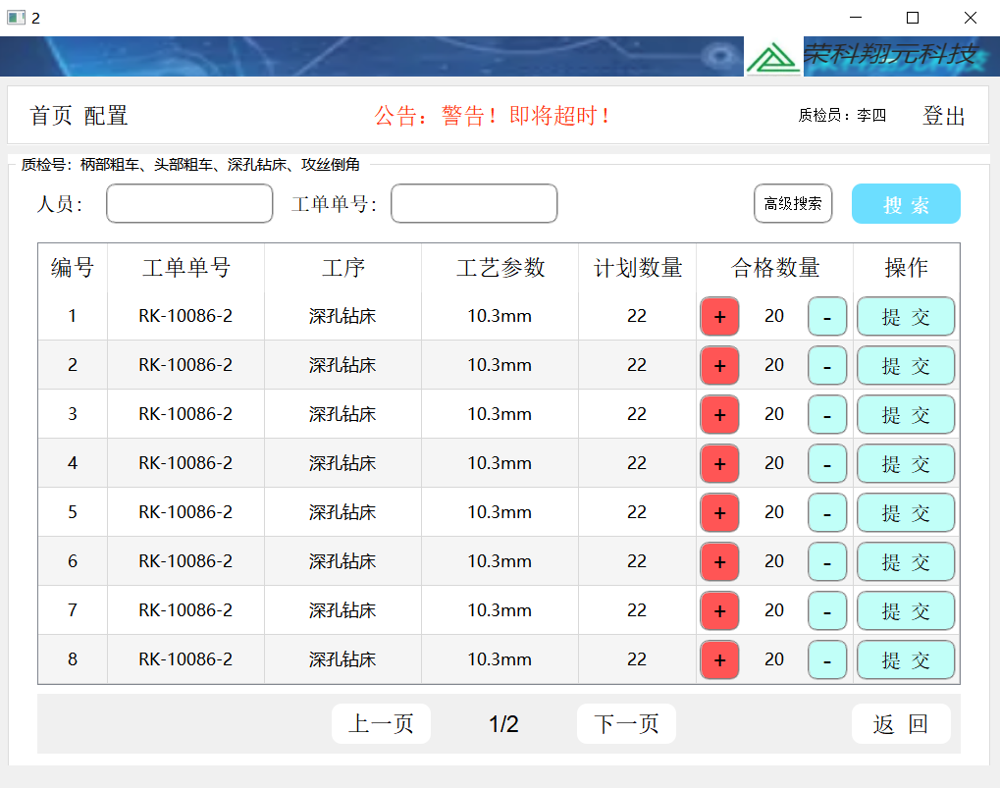 2
荣科翔元科技
首页 配置 公告：警告！即将超时！ 质检员：李四 登出
质检号：柄部粗车、头部粗车、深孔钻床、攻丝倒角
人员： 工单单号： 高级搜索 搜 索
编号 工单单号 工序 工艺参数 计划数量 合格数量 操作
1 RK-10086-2 深孔钻床 10.3mm 22 + 20 - 提 交
2 RK-10086-2 深孔钻床 10.3mm 22 + 20 - 提 交
3 RK-10086-2 深孔钻床 10.3mm 22 + 20 - 提 交
4 RK-10086-2 深孔钻床 10.3mm 22 + 20 - 提 交
5 RK-10086-2 深孔钻床 10.3mm 22 + 20 - 提 交
6 RK-10086-2 深孔钻床 10.3mm 22 + 20 - 提 交
7 RK-10086-2 深孔钻床 10.3mm 22 + 20 - 提 交
8 RK-10086-2 深孔钻床 10.3mm 22 + 20 - 提 交
上一页 1/2 下一页 返 回